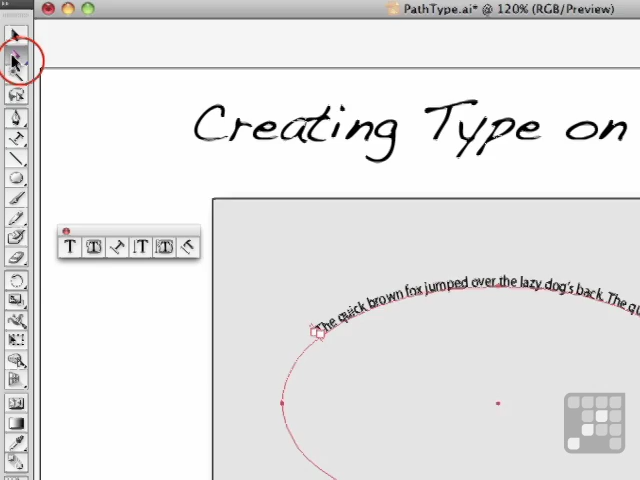 PathType.ai* @ 120% (RGB/Preview)
Creating Type on
T T T T T T
The quick brown fox jumped over the lazy dog's back. The qu